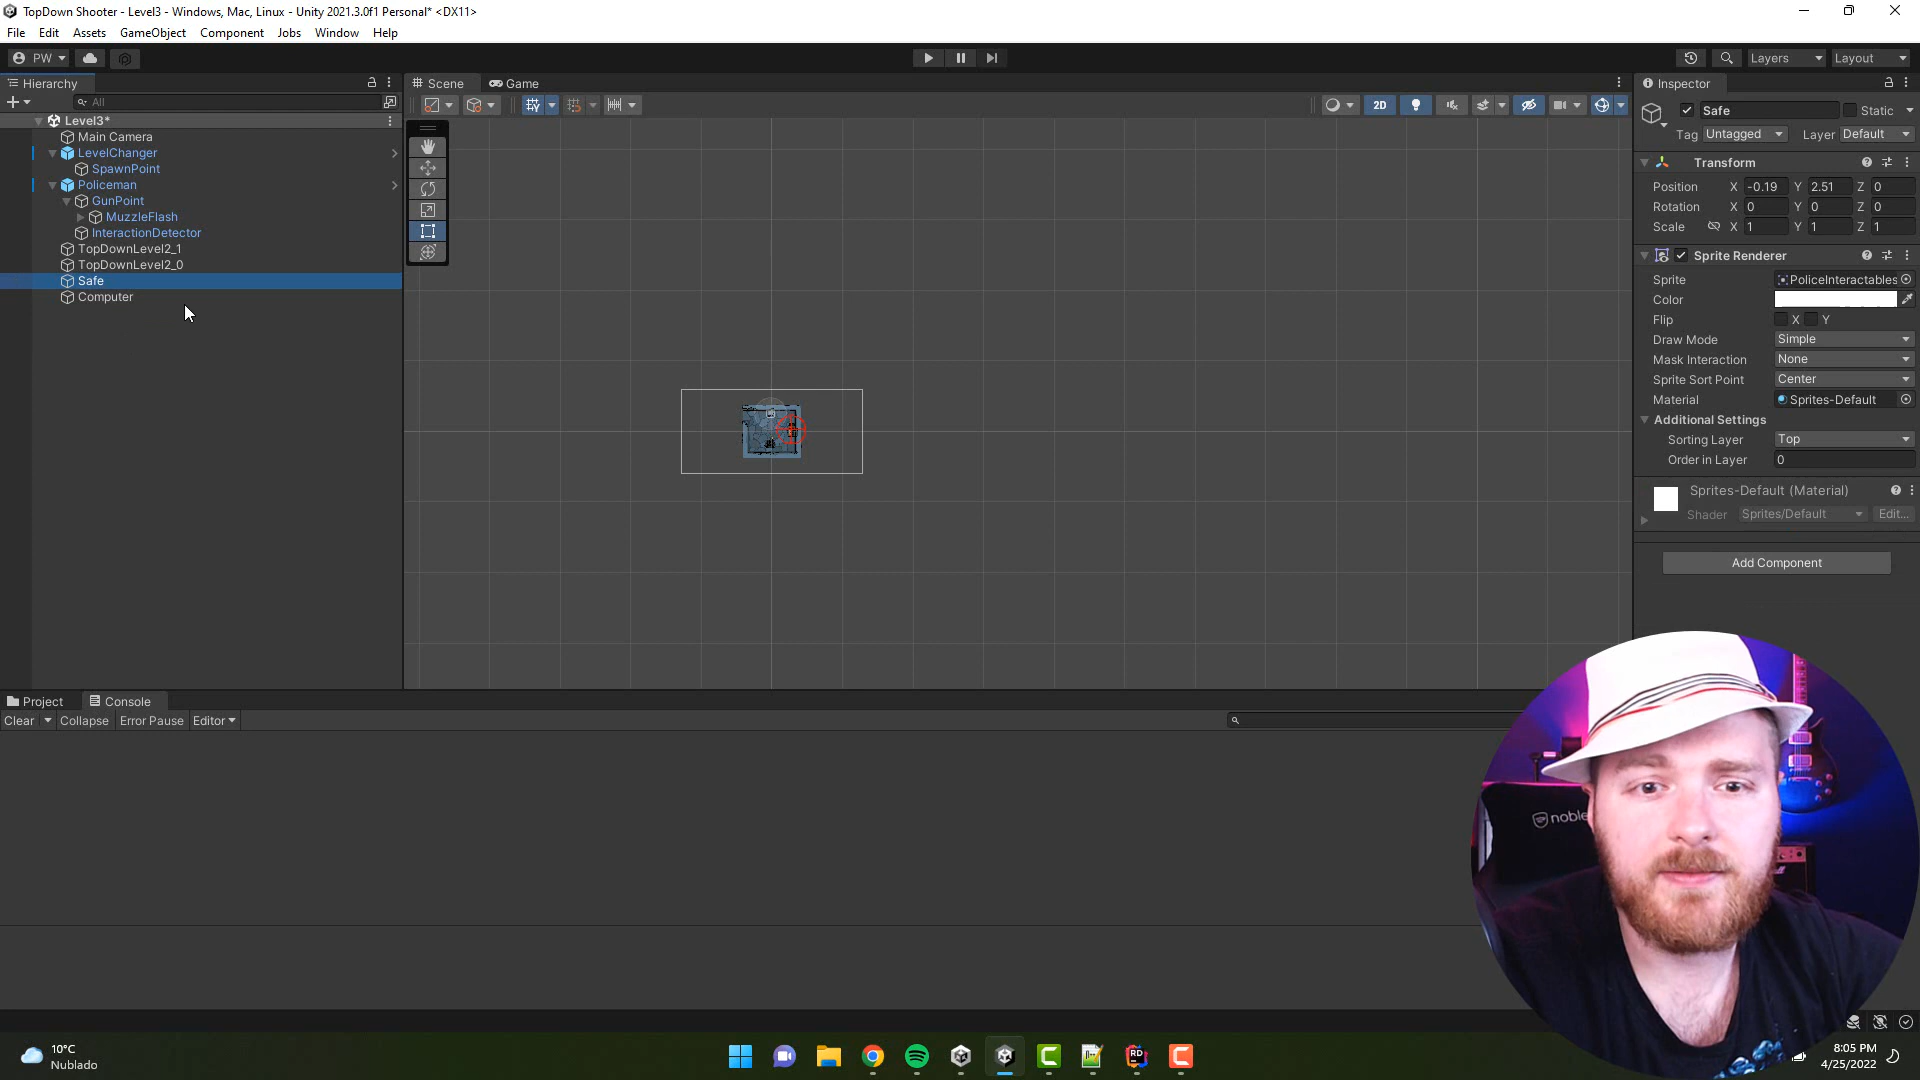 TopDown Shooter - Level3 - Windows, Mac, Linux - Unity 2021.3.0f1 Personal* <DX11>
File Edit Assets GameObject Component Jobs Window Help
PW Layers Layout
Hierarchy
All
Level3*
Main Camera
LevelChanger
SpawnPoint
Policeman
GunPoint
MuzzleFlash
InteractionDetector
TopDownLevel2_1
TopDownLevel2_0
Safe
Computer
Scene Game
2D
Inspector
Safe Static
Tag Untagged Layer Default
Transform
Position X -0.19 Y 2.51 Z 0
Rotation X 0 Y 0 Z 0
Scale X 1 Y 1 Z 1
Sprite Renderer
Sprite PoliceInteractables
Color
Flip X Y
Draw Mode Simple
Mask Interaction None
Sprite Sort Point Center
Material Sprites-Default
Additional Settings
Sorting Layer Top
Order in Layer 0
Sprites-Default (Material)
Shader Sprites/Default Edit...
Add Component
Project Console
Clear Collapse Error Pause Editor
noble
10°C
Nublado
RD
8:05 PM
4/25/2022